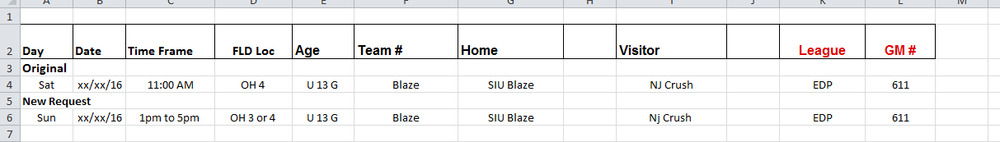 A B C D E F G H I J K L M
1
2 Day Date Time Frame FLD Loc Age Team # Home Visitor League GM #
3 Original
4 Sat xx/xx/16 11:00 AM OH 4 U 13 G Blaze SIU Blaze NJ Crush EDP 611
5 New Request
6 Sun xx/xx/16 1pm to 5pm OH 3 or 4 U 13 G Blaze SIU Blaze Nj Crush EDP 611
7